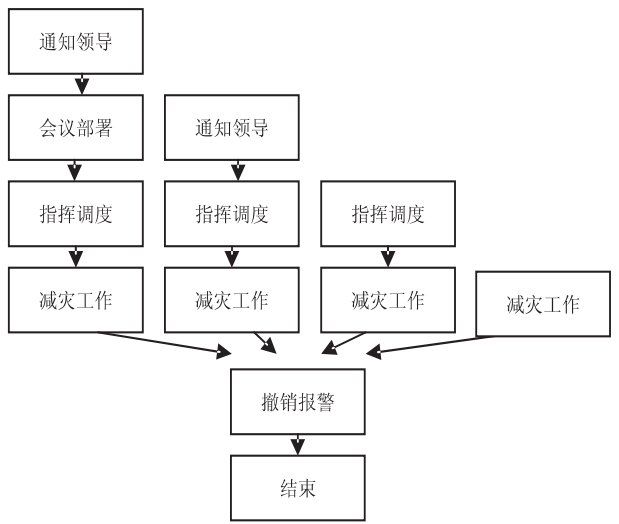 通知领导
会议部署
通知领导
指挥调度
指挥调度
指挥调度
减灾工作
减灾工作
减灾工作
减灾工作
撤销报警
结束